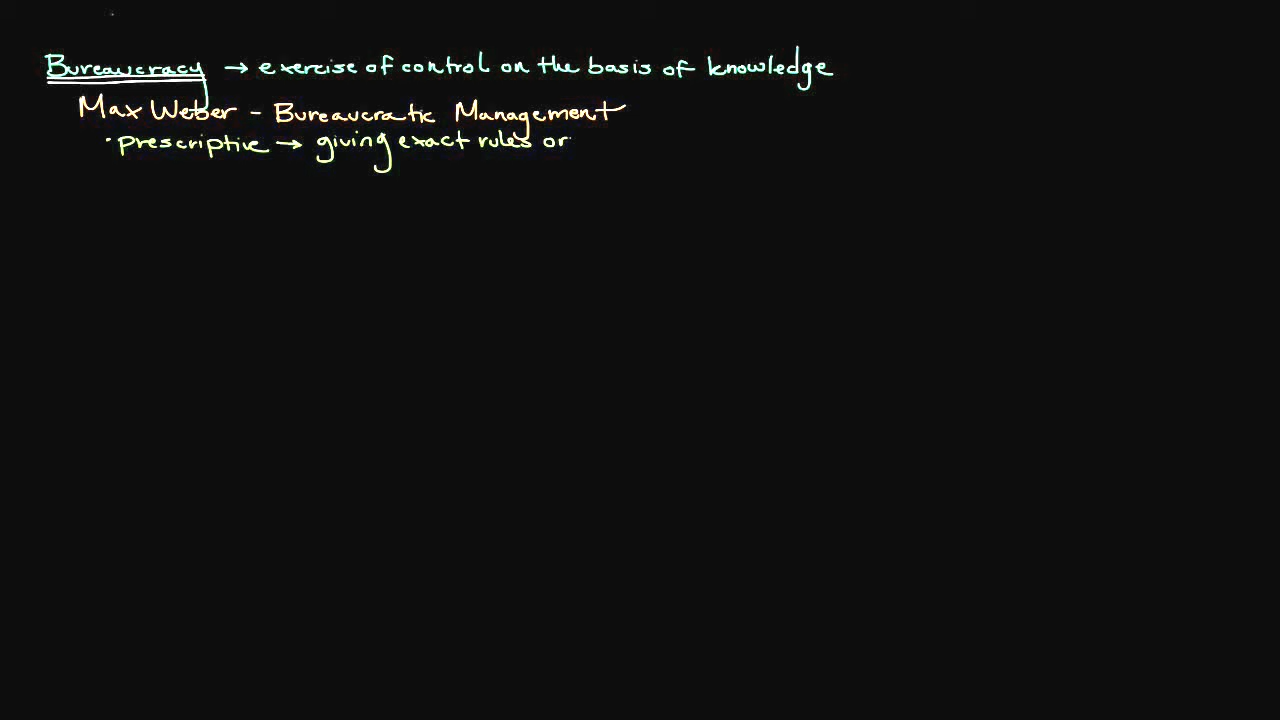 Bureaucracy → exercise of control on the basis of knowledge
Max Weber - Bureaucratic Management
· prescriptive → giving exact rules or